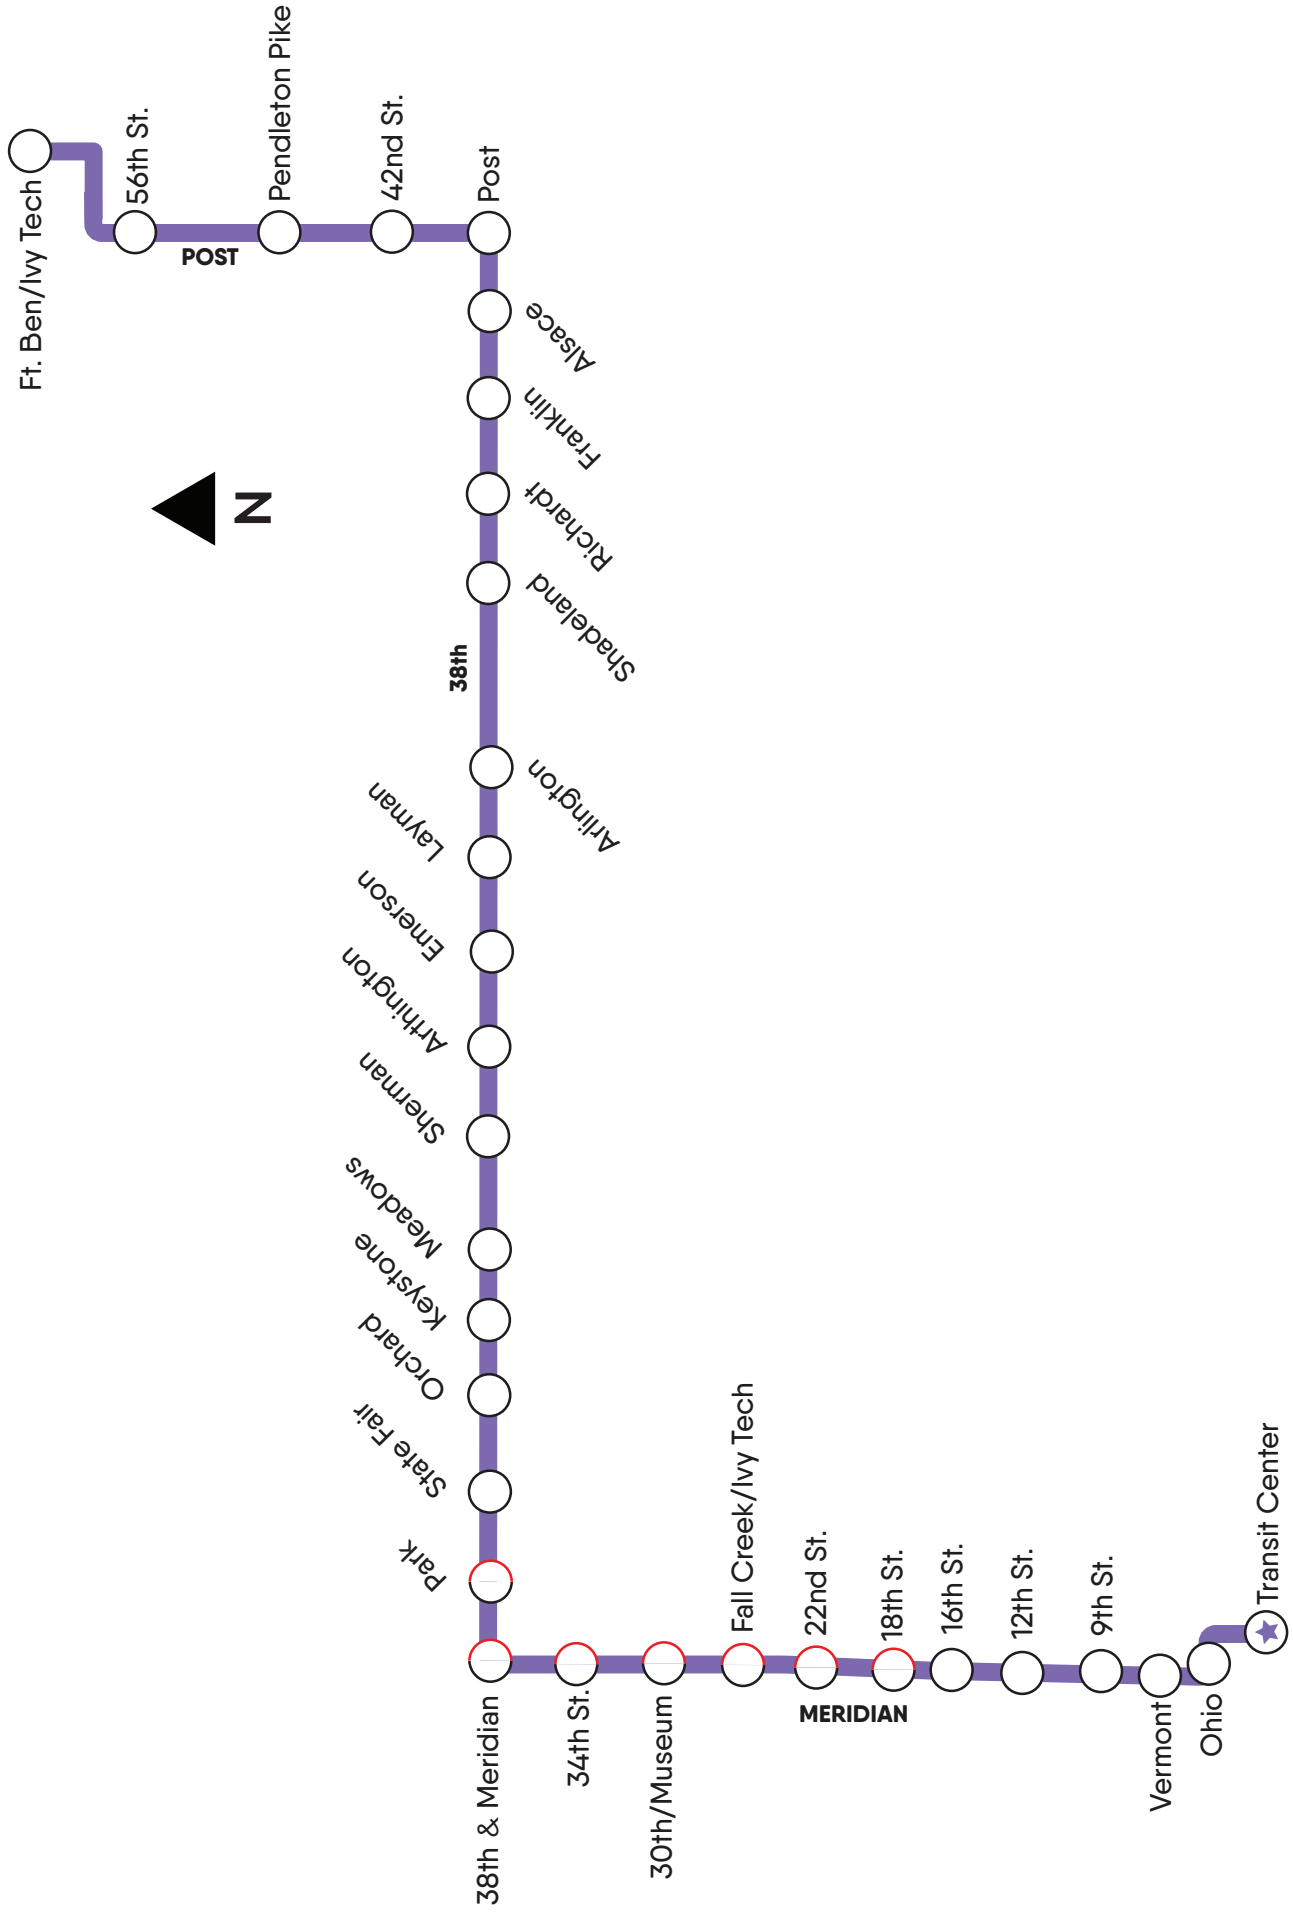 Ft. Ben/Ivy Tech
56th St.
POST
Pendleton Pike
42nd St.
Post
Alsace
Franklin
Richardt
Shadeland
N
38th
Arlington
Layman
Emerson
Arthington
Sherman
Meadows
Keystone
Orchard
State Fair
Park
38th & Meridian
34th St.
30th/Museum
Fall Creek/Ivy Tech
22nd St.
MERIDIAN
18th St.
16th St.
12th St.
9th St.
Vermont
Ohio
Transit Center